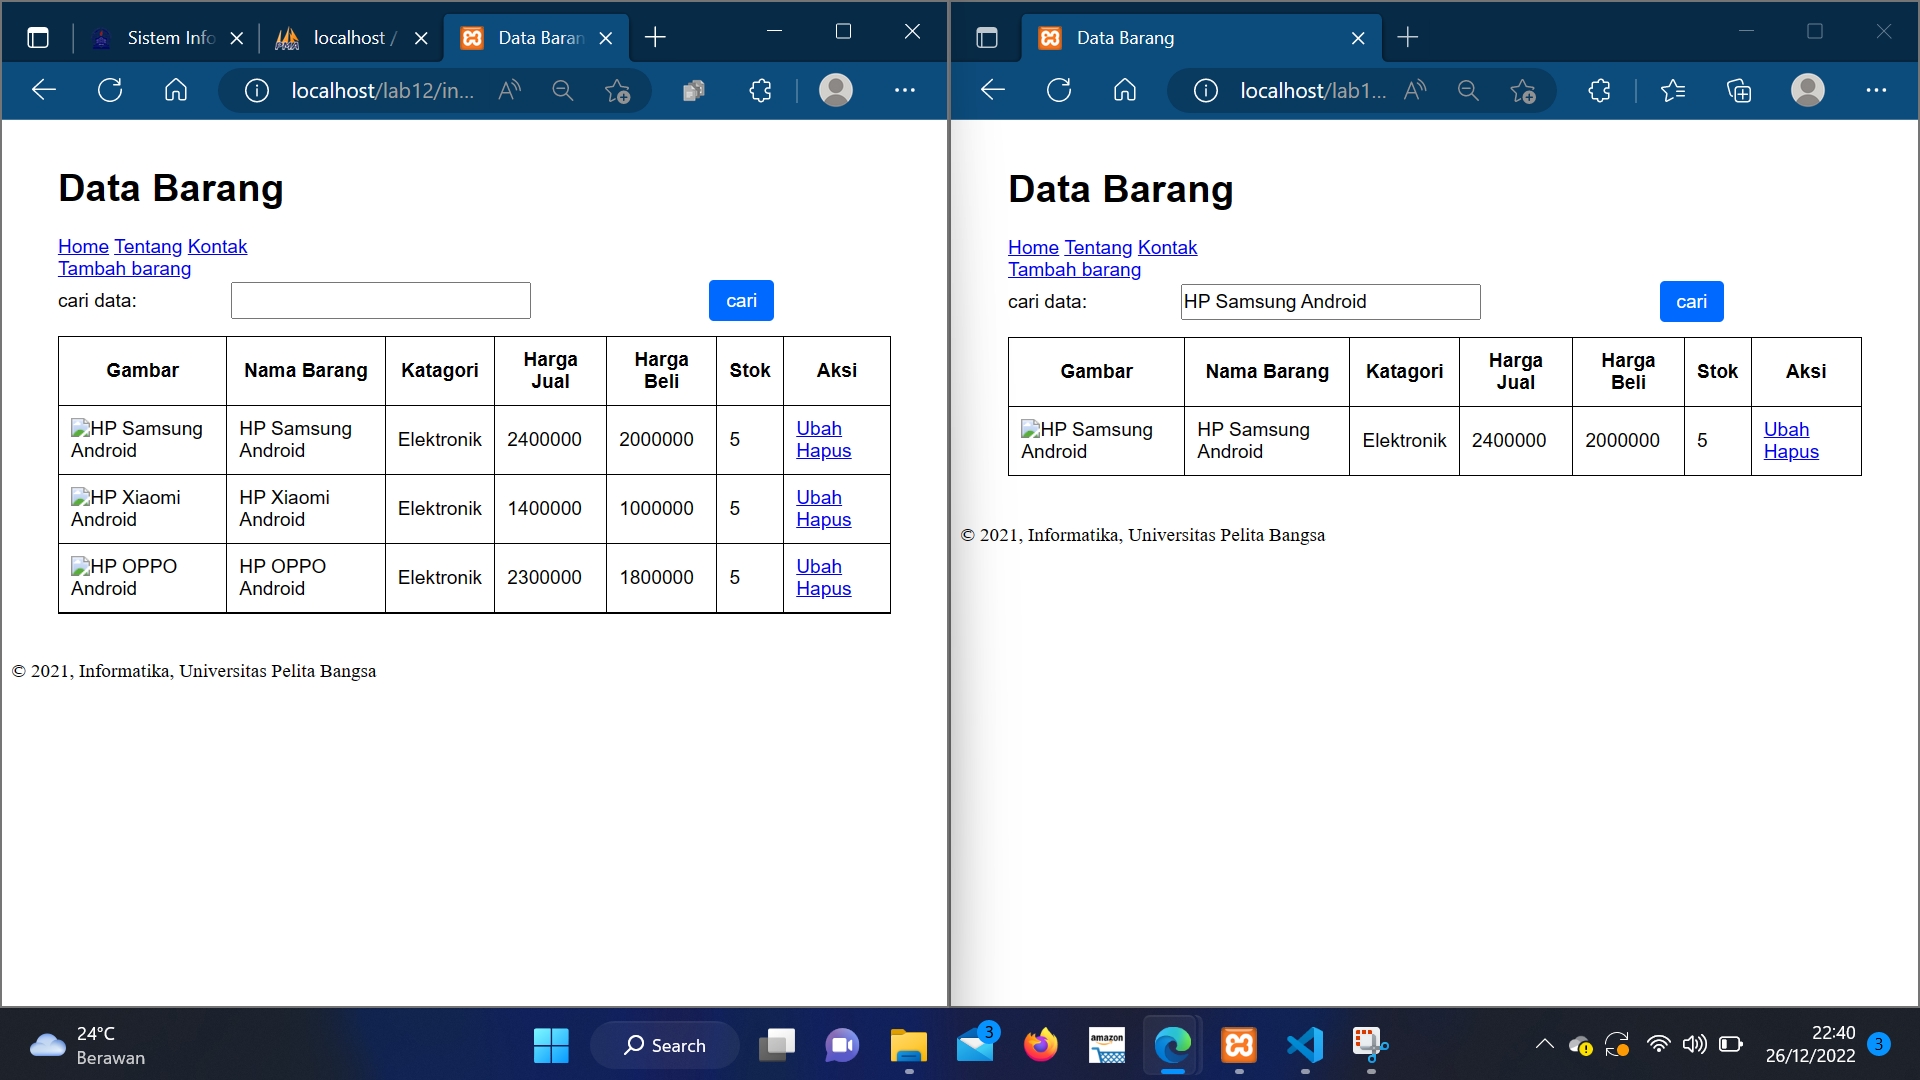 Sistem Info
localhost /
Data Baran
localhost/lab12/in...
Data Barang
Home Tentang Kontak
Tambah barang
cari data:
cari
Gambar Nama Barang Katagori Harga Jual Harga Beli Stok Aksi
HP Samsung Android HP Samsung Android Elektronik 2400000 2000000 5 Ubah Hapus
HP Xiaomi Android HP Xiaomi Android Elektronik 1400000 1000000 5 Ubah Hapus
HP OPPO Android HP OPPO Android Elektronik 2300000 1800000 5 Ubah Hapus
© 2021, Informatika, Universitas Pelita Bangsa
Data Barang
localhost/lab1...
Data Barang
Home Tentang Kontak
Tambah barang
cari data:
HP Samsung Android
cari
Gambar Nama Barang Katagori Harga Jual Harga Beli Stok Aksi
HP Samsung Android HP Samsung Android Elektronik 2400000 2000000 5 Ubah Hapus
© 2021, Informatika, Universitas Pelita Bangsa
24°C
Berawan
Search
3
amazon
22:40
26/12/2022
3